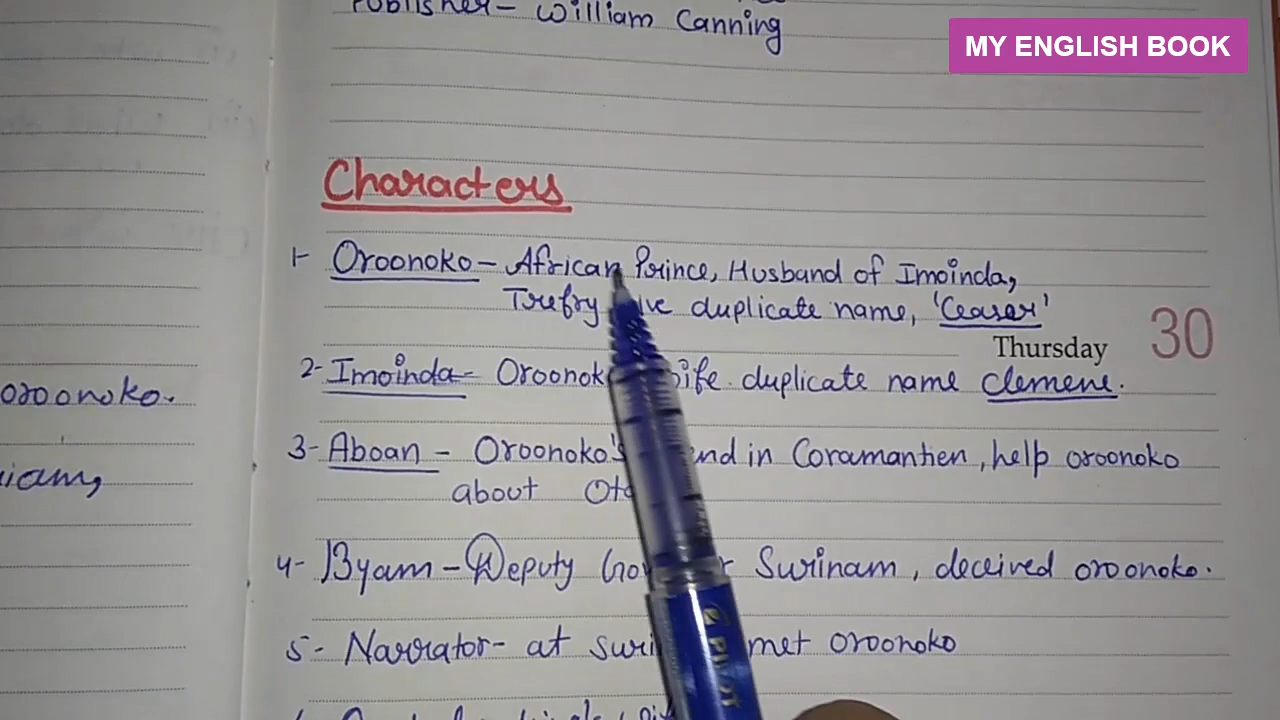 Publisher- William Canning
MY ENGLISH BOOK
Characters
1- Oroonoko - African Prince, Husband of Imoinda,
Trefry duplicate name, 'Ceaser'
30
Thursday
2- Imoinda- duplicate name Clemene.
oroonoko.
3- Aboan - Oroonoko's in Coramantien, help oroonoko
about
4- Byam - Deputy Surinam, deceived oroonoko.
5- Narrator- at met oroonoko